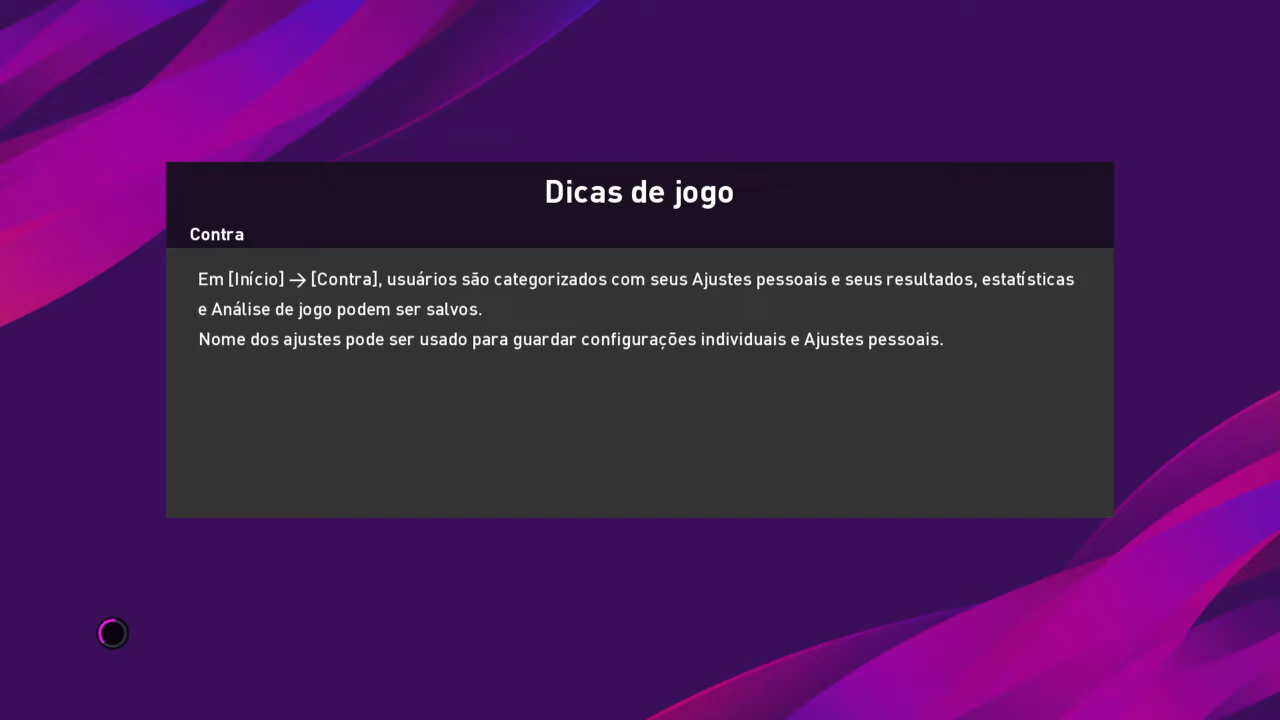 Dicas de jogo
Contra
Em [Início] → [Contra], usuários são categorizados com seus Ajustes pessoais e seus resultados, estatísticas
e Análise de jogo podem ser salvos.
Nome dos ajustes pode ser usado para guardar configurações individuais e Ajustes pessoais.